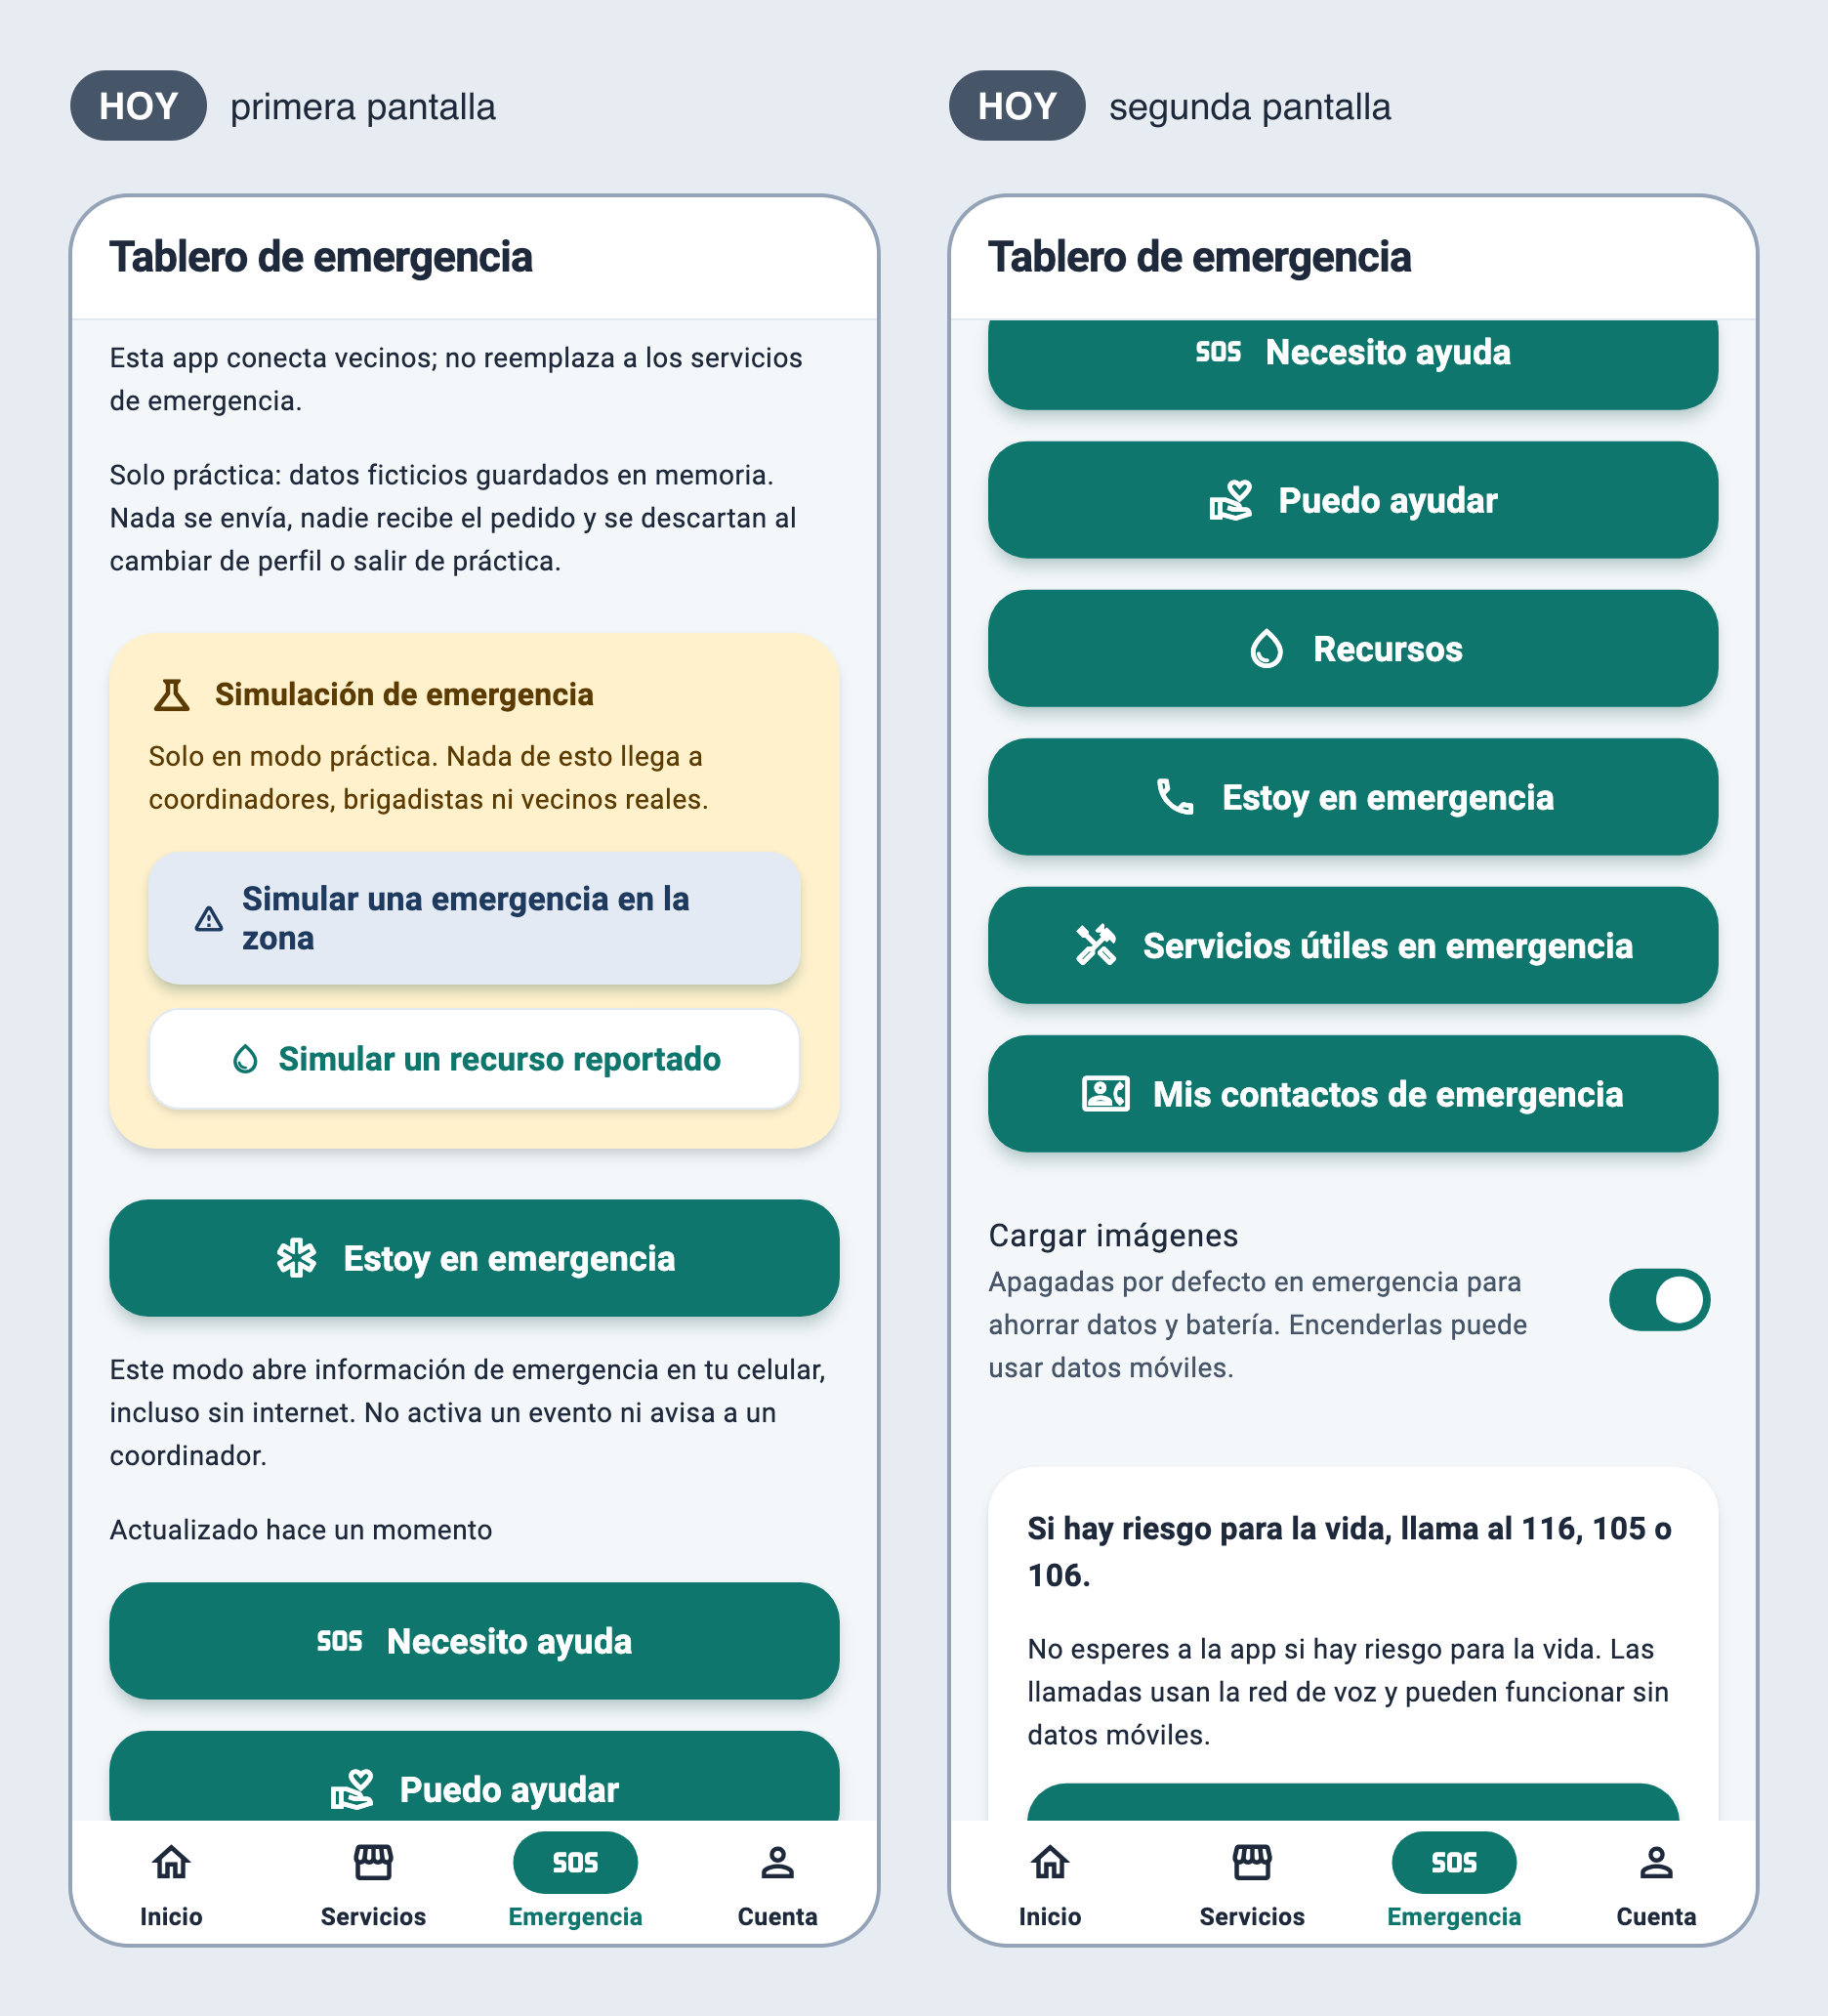 HOY primera pantalla
Tablero de emergencia
Esta app conecta vecinos; no reemplaza a los servicios
de emergencia.
Solo práctica: datos ficticios guardados en memoria.
Nada se envía, nadie recibe el pedido y se descartan al
cambiar de perfil o salir de práctica.
Simulación de emergencia
Solo en modo práctica. Nada de esto llega a
coordinadores, brigadistas ni vecinos reales.
Simular una emergencia en la
zona
Simular un recurso reportado
Estoy en emergencia
Este modo abre información de emergencia en tu celular,
incluso sin internet. No activa un evento ni avisa a un
coordinador.
Actualizado hace un momento
SOS Necesito ayuda
Puedo ayudar
Inicio
Servicios
SOS
Emergencia
Cuenta
HOY segunda pantalla
Tablero de emergencia
SOS Necesito ayuda
Puedo ayudar
Recursos
Estoy en emergencia
Servicios útiles en emergencia
Mis contactos de emergencia
Cargar imágenes
Apagadas por defecto en emergencia para
ahorrar datos y batería. Encenderlas puede
usar datos móviles.
Si hay riesgo para la vida, llama al 116, 105 o
106.
No esperes a la app si hay riesgo para la vida. Las
llamadas usan la red de voz y pueden funcionar sin
datos móviles.
Inicio
Servicios
SOS
Emergencia
Cuenta